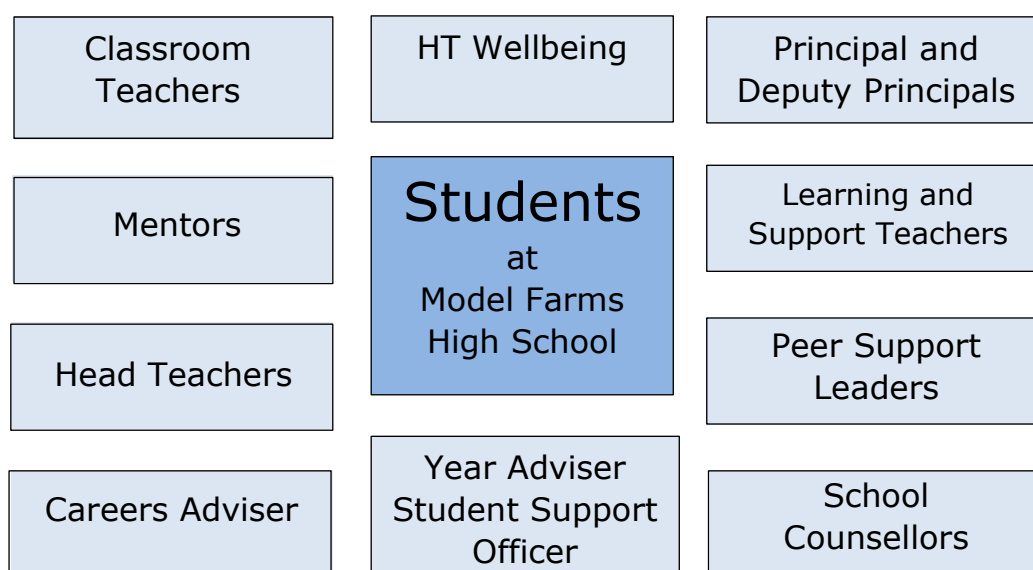 Classroom
Teachers
HT Wellbeing
Principal and
Deputy Principals
Mentors
Students
at
Model Farms
High School
Learning and
Support Teachers
Head Teachers
Peer Support
Leaders
Careers Adviser
Year Adviser
Student Support
Officer
School
Counsellors